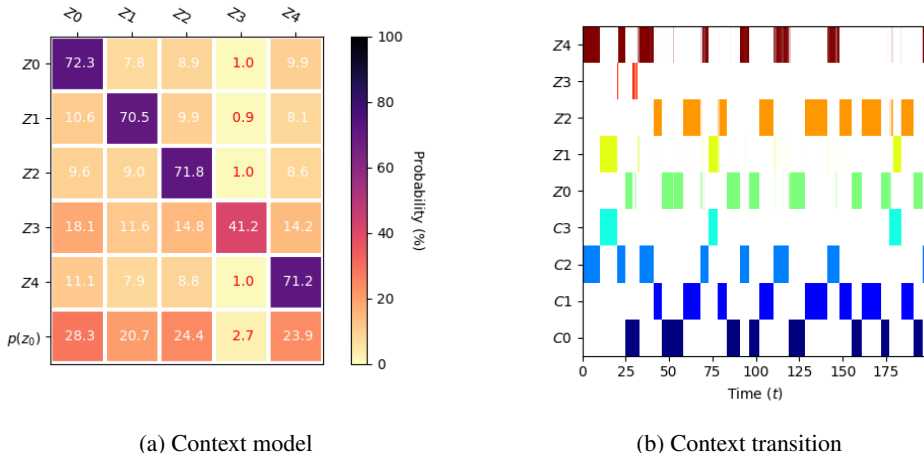 Z0 Z1 Z2 Z3 Z4
Z0 72.3 7.8 8.9 1.0 9.9
Z1 10.6 70.5 9.9 0.9 8.1
Z2 9.6 9.0 71.8 1.0 8.6
Z3 18.1 11.6 14.8 41.2 14.2
Z4 11.1 7.9 8.8 1.0 71.2
p(z0) 28.3 20.7 24.4 2.7 23.9
100
80
60
40
20
0
Probability (%)
Z4
Z3
Z2
Z1
Z0
C3
C2
C1
C0
0 25 50 75 100 125 150 175
Time (t)
(a) Context model
(b) Context transition